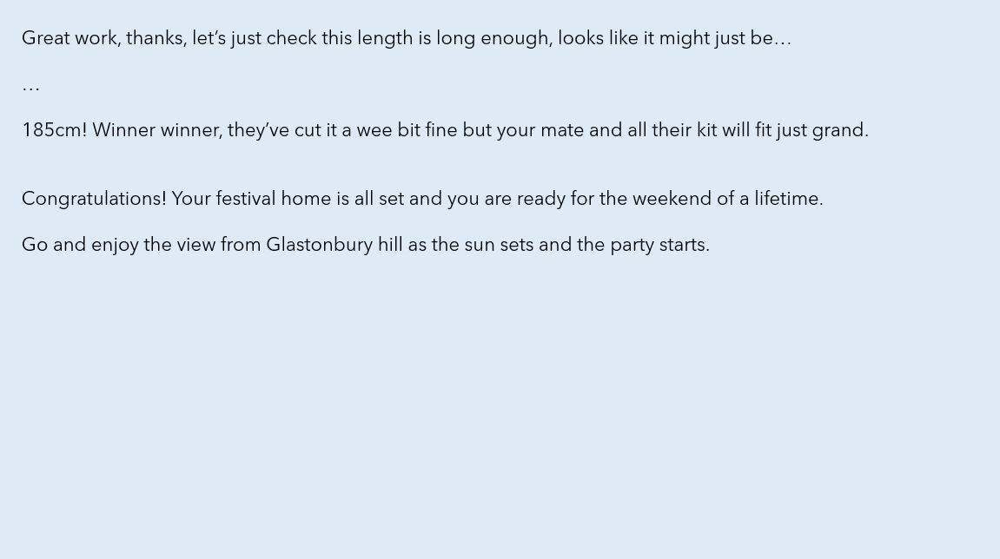 Great work, thanks, let’s just check this length is long enough, looks like it might just be…
…
185cm! Winner winner, they’ve cut it a wee bit fine but your mate and all their kit will fit just grand.
Congratulations! Your festival home is all set and you are ready for the weekend of a lifetime.
Go and enjoy the view from Glastonbury hill as the sun sets and the party starts.